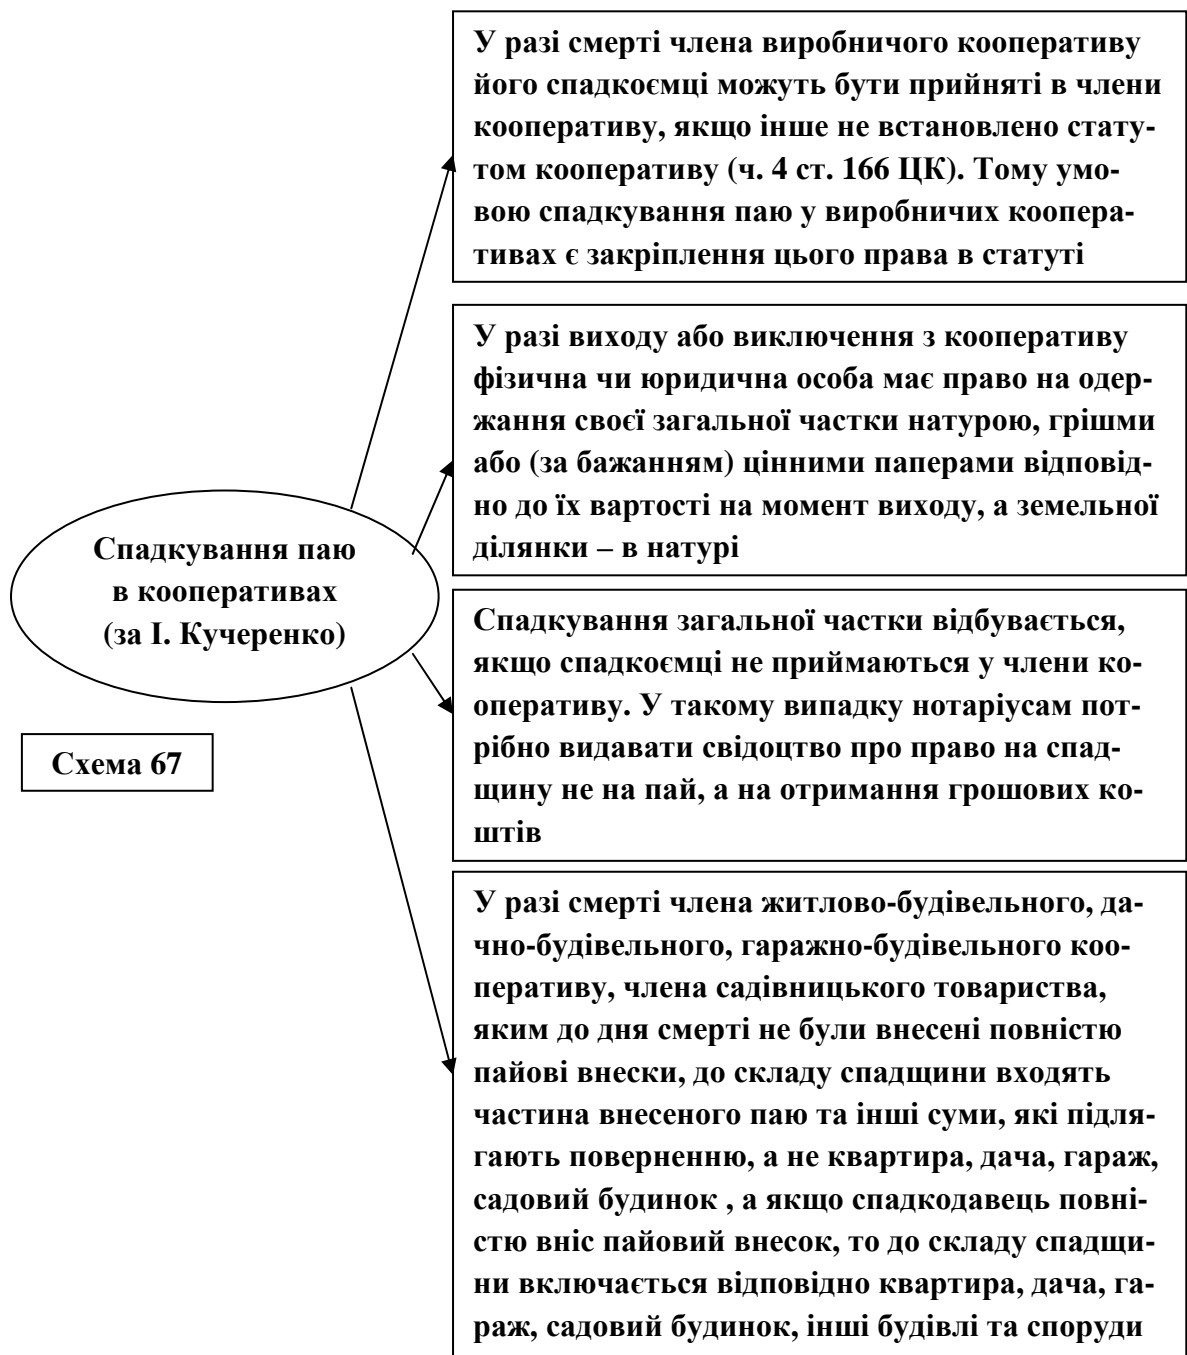 У разі смерті члена виробничого кооперативу
його спадкоємці можуть бути прийняті в члени
кооперативу, якщо інше не встановлено стату-
том кооперативу (ч. 4 ст. 166 ЦК). Тому умо-
вою спадкування паю у виробничих коопера-
тивах є закріплення цього права в статуті
У разі виходу або виключення з кооперативу
фізична чи юридична особа має право на одер-
жання своєї загальної частки натурою, грішми
або (за бажанням) цінними паперами відповід-
но до їх вартості на момент виходу, а земельної
ділянки – в натурі
Спадкування паю
в кооперативах
(за І. Кучеренко)
Спадкування загальної частки відбувається,
якщо спадкоємці не приймаються у члени ко-
оперативу. У такому випадку нотаріусам пот-
рібно видавати свідоцтво про право на спад-
щину не на пай, а на отримання грошових ко-
штів
Схема 67
У разі смерті члена житлово-будівельного, да-
чно-будівельного, гаражно-будівельного коо-
перативу, члена садівницького товариства,
яким до дня смерті не були внесені повністю
пайові внески, до складу спадщини входять
частина внесеного паю та інші суми, які підля-
гають поверненню, а не квартира, дача, гараж,
садовий будинок , а якщо спадкодавець повні-
стю вніс пайовий внесок, то до складу спадщи-
ни включається відповідно квартира, дача, га-
раж, садовий будинок, інші будівлі та споруди